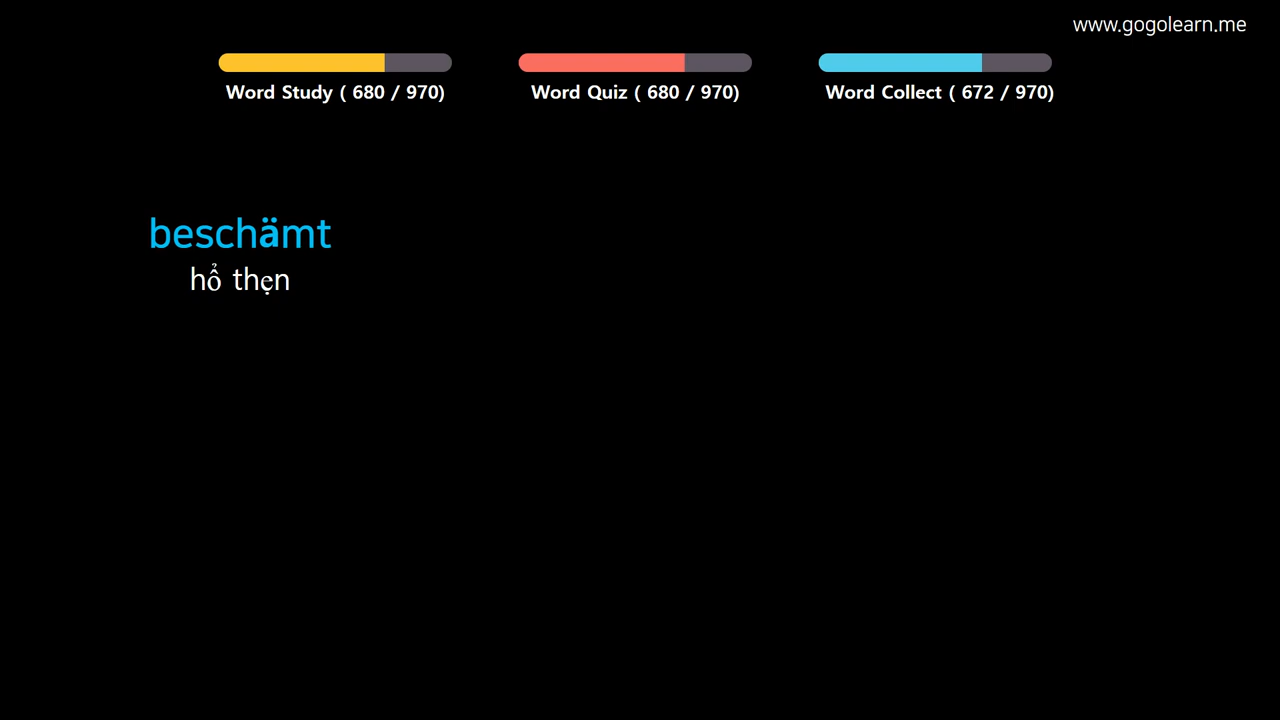 www.gogolearn.me
Word Study ( 680 / 970)
Word Quiz ( 680 / 970)
Word Collect ( 672 / 970)
beschämt
hổ thẹn